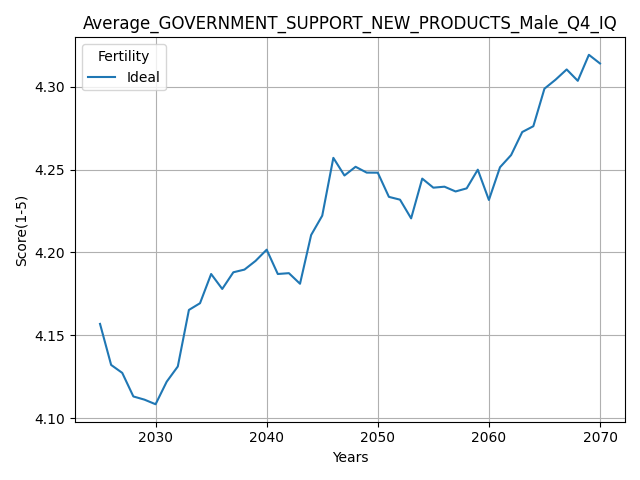 Average_GOVERNMENT_SUPPORT_NEW_PRODUCTS_Male_Q4_IQ
Fertility
Ideal
Score(1-5)
4.30
4.25
4.20
4.15
4.10
2030 2040 2050 2060 2070
Years